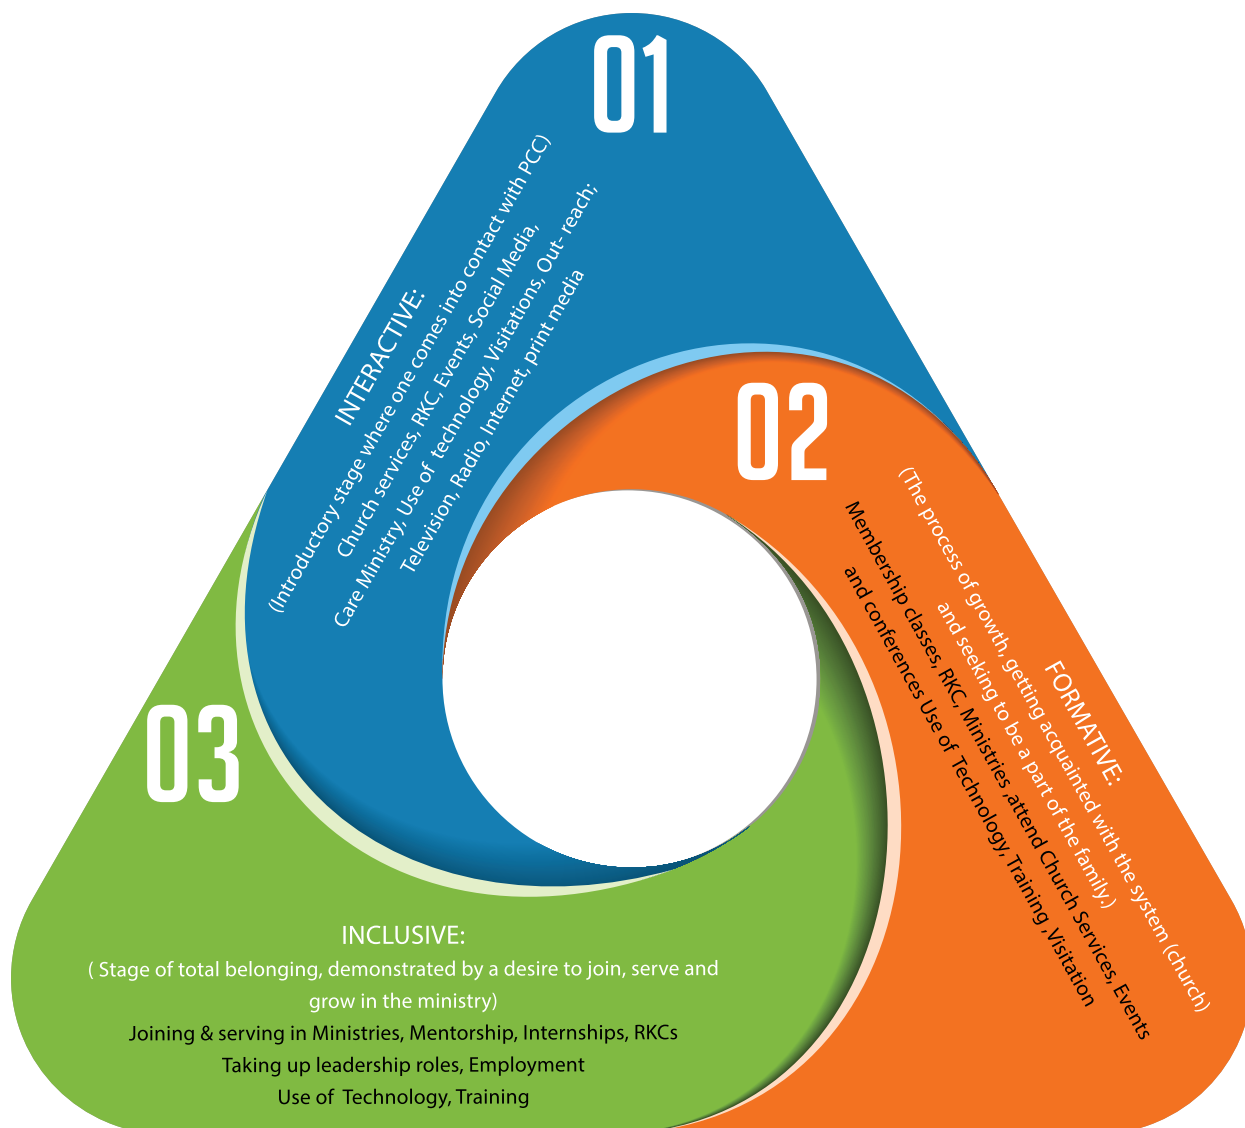 01
INTERACTIVE:
(Introductory stage where one comes into contact with PCC)
Church services, RKC, Events, Social Media,
Care Ministry, Use of technology, Visitations, Out- reach;
Television, Radio, Internet, print media
02
FORMATIVE:
(The process of growth, getting acquainted with the system (church)
and seeking to be a part of the family.)
Membership classes, RKC, Ministries ,attend Church Services, Events
and conferences Use of Technology, Training ,Visitation
03
INCLUSIVE:
( Stage of total belonging, demonstrated by a desire to join, serve and
grow in the ministry)
Joining & serving in Ministries, Mentorship, Internships, RKCs
Taking up leadership roles, Employment
Use of Technology, Training